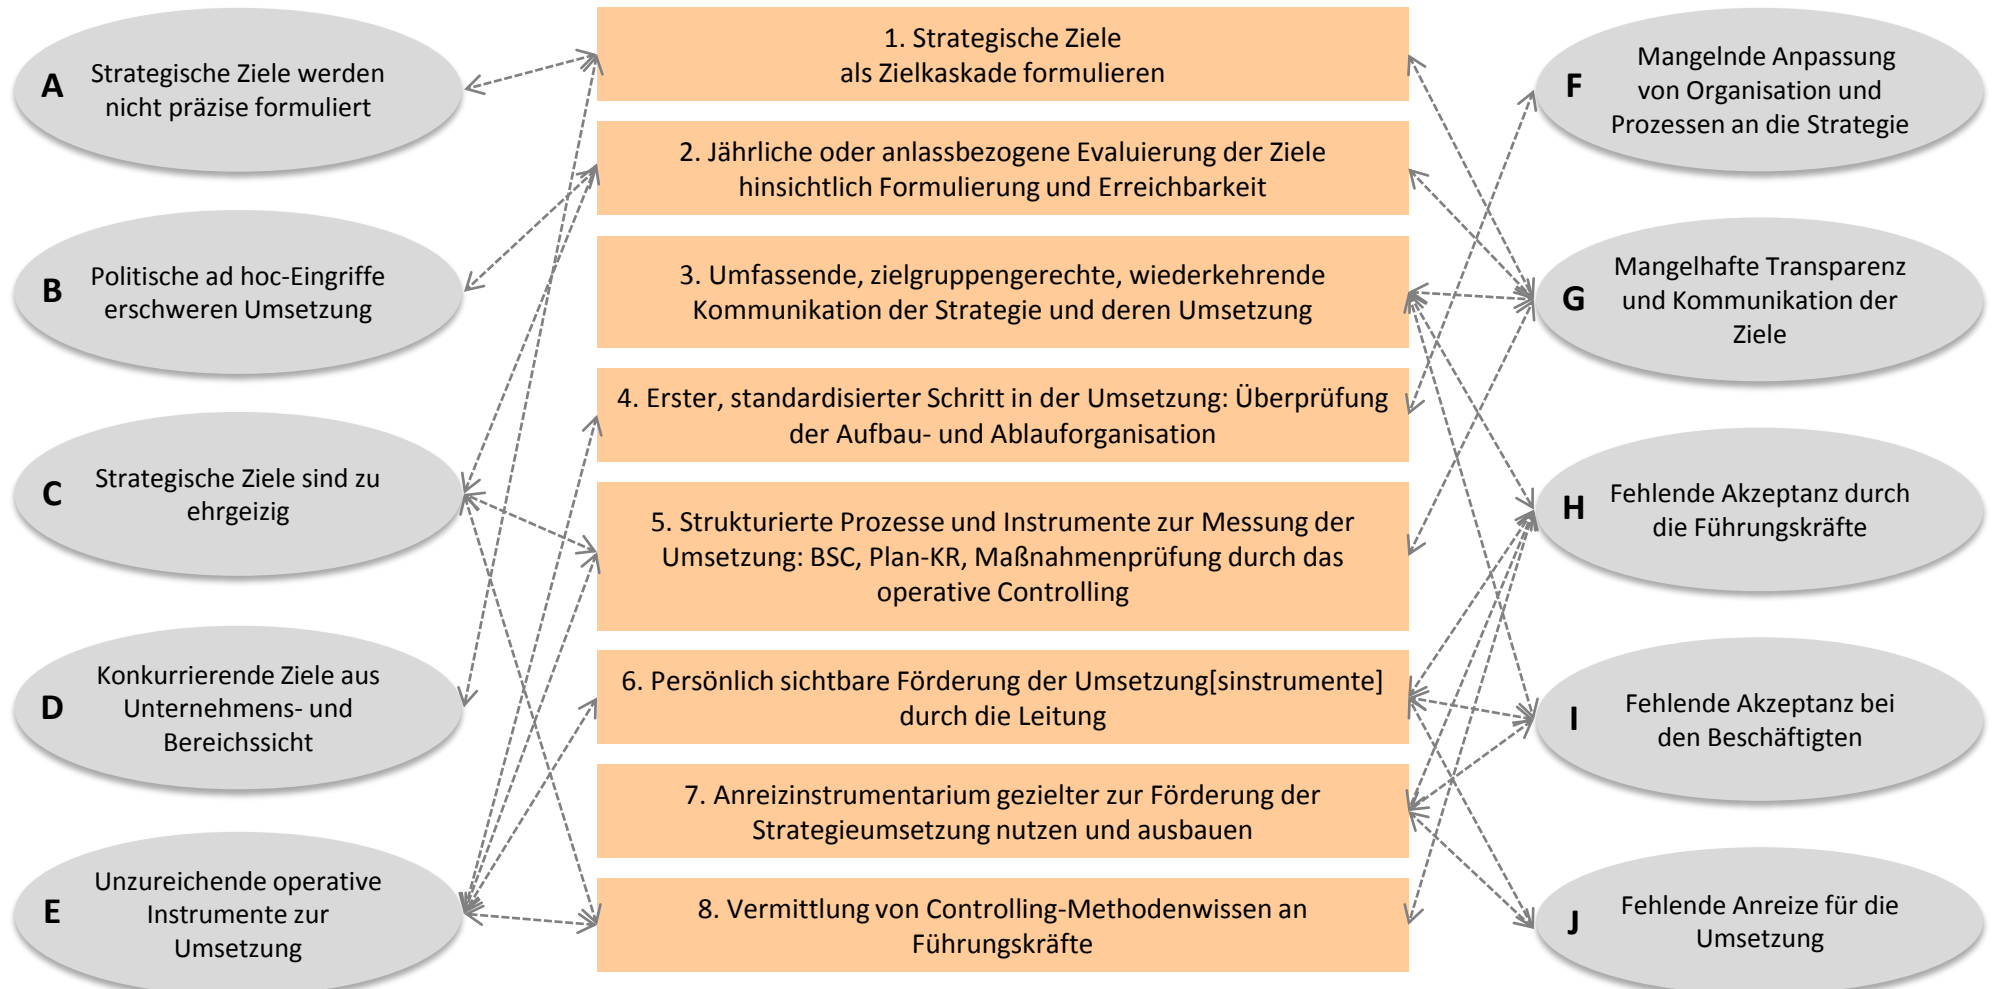 A
Strategische Ziele werden
nicht präzise formuliert
B
Politische ad hoc-Eingriffe
erschweren Umsetzung
C
Strategische Ziele sind zu
ehrgeizig
D
Konkurrierende Ziele aus
Unternehmens- und
Bereichssicht
E
Unzureichende operative
Instrumente zur
Umsetzung
1. Strategische Ziele
als Zielkaskade formulieren
2. Jährliche oder anlassbezogene Evaluierung der Ziele
hinsichtlich Formulierung und Erreichbarkeit
3. Umfassende, zielgruppengerechte, wiederkehrende
Kommunikation der Strategie und deren Umsetzung
4. Erster, standardisierter Schritt in der Umsetzung: Überprüfung
der Aufbau- und Ablauforganisation
5. Strukturierte Prozesse und Instrumente zur Messung der
Umsetzung: BSC, Plan-KR, Maßnahmenprüfung durch das
operative Controlling
6. Persönlich sichtbare Förderung der Umsetzung[sinstrumente]
durch die Leitung
7. Anreizinstrumentarium gezielter zur Förderung der
Strategieumsetzung nutzen und ausbauen
8. Vermittlung von Controlling-Methodenwissen an
Führungskräfte
F
Mangelnde Anpassung
von Organisation und
Prozessen an die Strategie
G
Mangelhafte Transparenz
und Kommunikation der
Ziele
H
Fehlende Akzeptanz durch
die Führungskräfte
I
Fehlende Akzeptanz bei
den Beschäftigten
J
Fehlende Anreize für die
Umsetzung